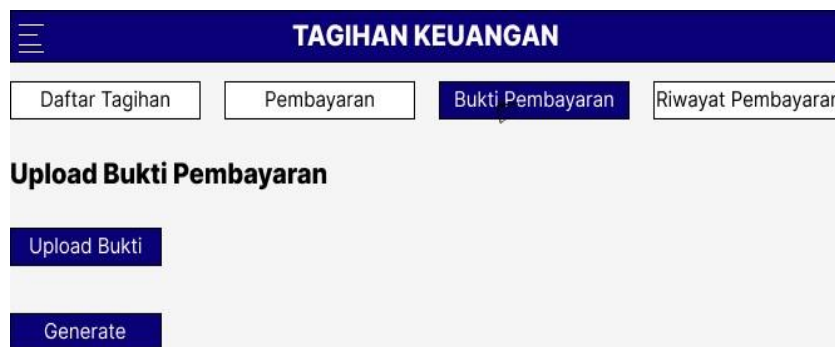 TAGIHAN KEUANGAN
Daftar Tagihan Pembayaran Bukti Pembayaran Riwayat Pembayaran
Upload Bukti Pembayaran
Upload Bukti
Generate